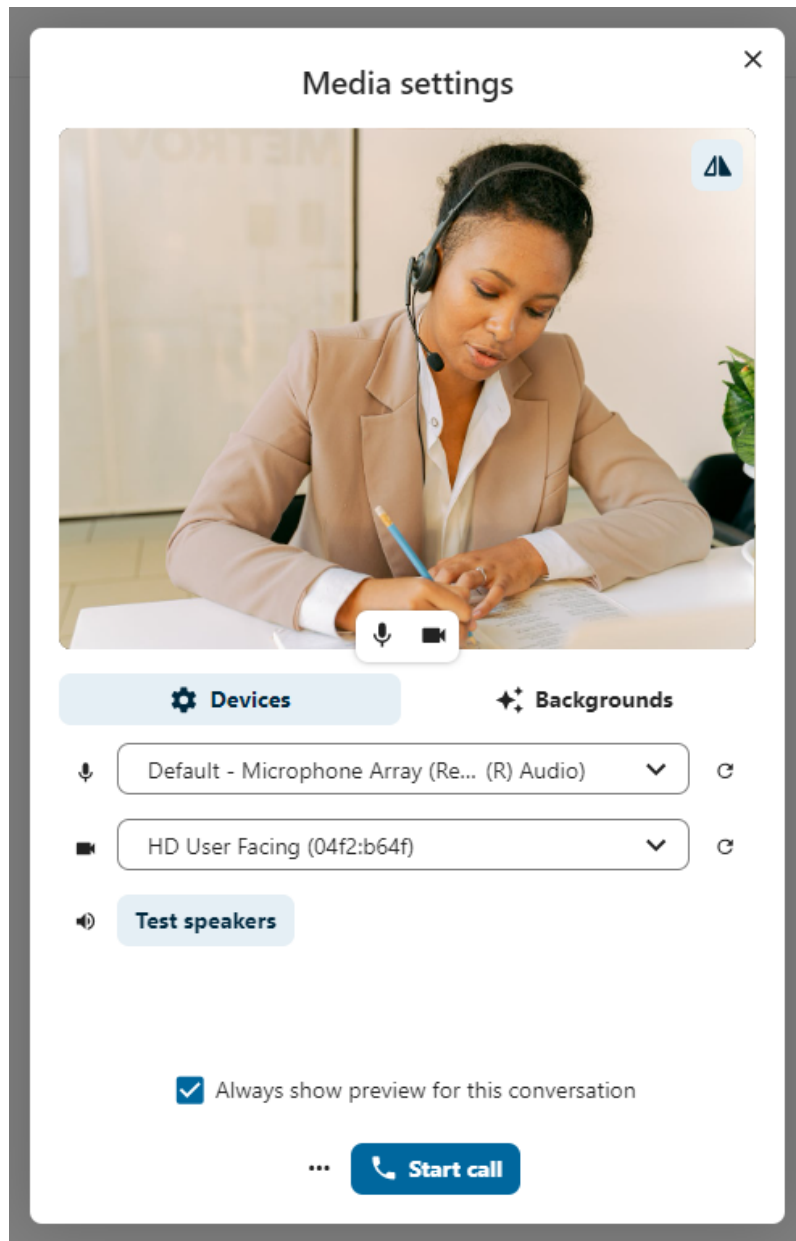 Media settings
Devices
Backgrounds
Default - Microphone Array (Re... (R) Audio)
HD User Facing (04f2:b64f)
Test speakers
Always show preview for this conversation
... Start call